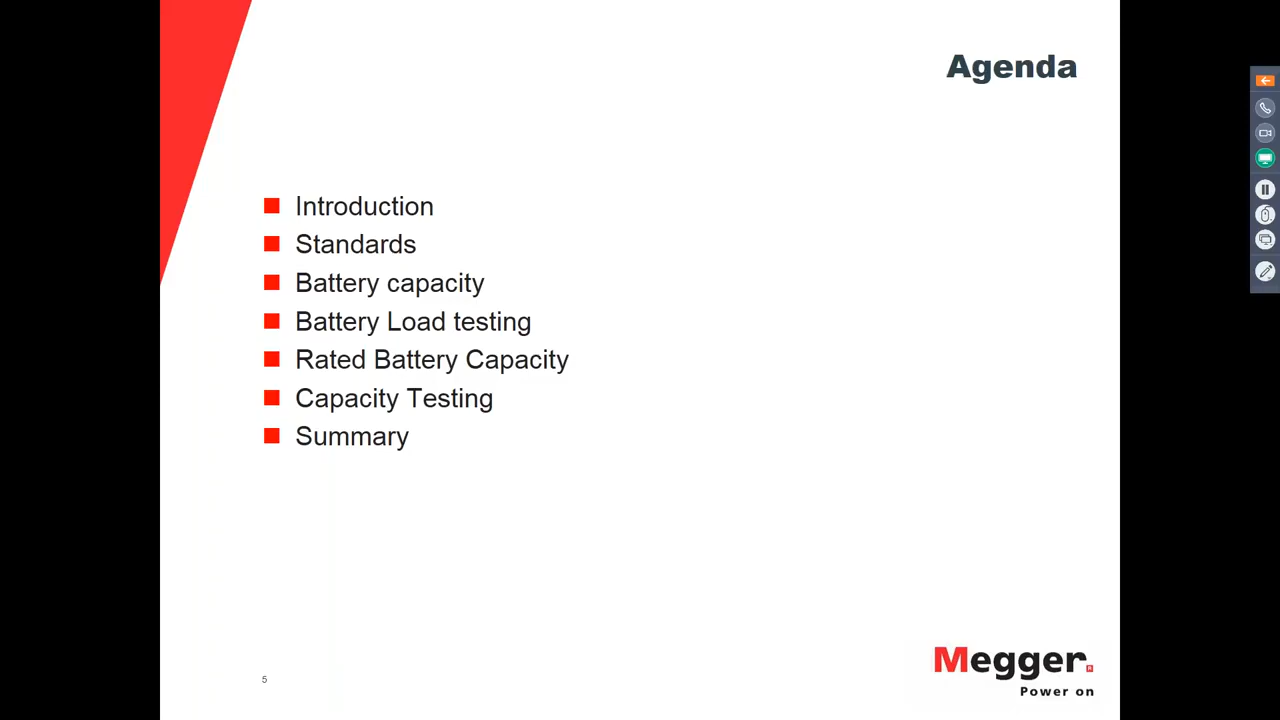 Agenda
Introduction
Standards
Battery capacity
Battery Load testing
Rated Battery Capacity
Capacity Testing
Summary
5
Megger.
Power on